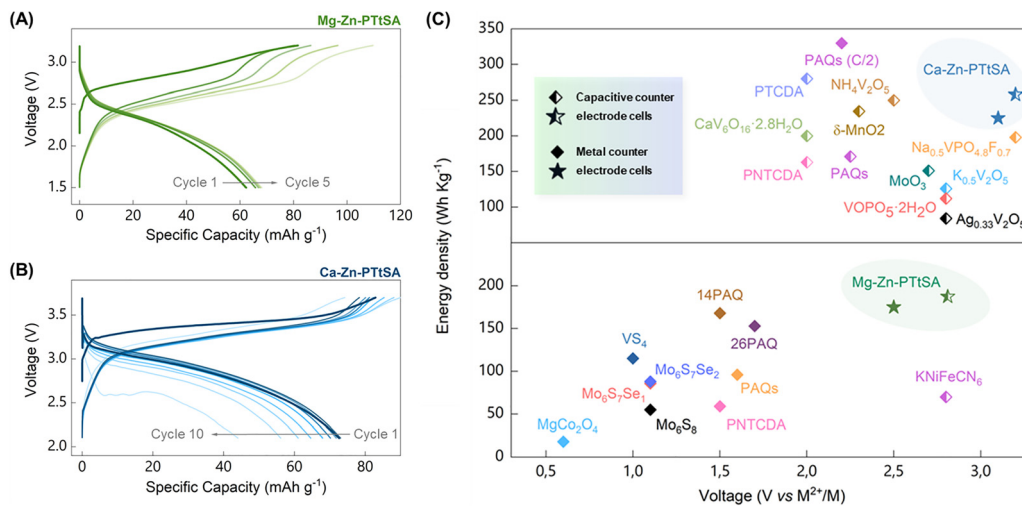 (A)
Mg-Zn-PTtSA
Voltage (V)
3.0
2.5
2.0
1.5
Cycle 1
Cycle 5
0
20
40
60
80
100
120
Specific Capacity (mAh g⁻¹)
(B)
Ca-Zn-PTtSA
Voltage (V)
3.5
3.0
2.5
2.0
Cycle 10
Cycle 1
0
20
40
60
80
Specific Capacity (mAh g⁻¹)
(C)
Energy density (Wh Kg⁻¹)
350
300
250
200
150
100
50
Capacitive counter
electrode cells
Metal counter
electrode cells
PAQs (C/2)
PTCDA
NH₄V₂O₅
Ca-Zn-PTtSA
CaV₆O₁₆·2.8H₂O
δ-MnO2
Na₀.₅VPO₄.₈F₀.₇
PNTCDA
PAQs
MoO₃
K₀.₅V₂O₅
VOPO₅·2H₂O
Ag₀.₃₃V₂O₅
200
150
100
50
0
Mg-Zn-PTtSA
14PAQ
26PAQ
VS₄
Mo₆S₇Se₂
Mo₆S₇Se₁
PAQs
KNiFeCN₆
Mo₆S₈
PNTCDA
MgCo₂O₄
0,5
1,0
1,5
2,0
2,5
3,0
Voltage (V vs M²⁺/M)